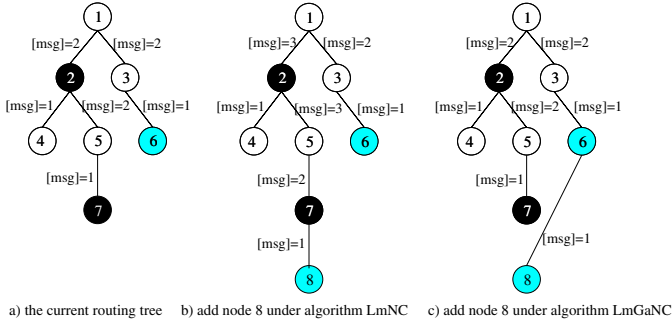 1 1 1
[msg]=2 [msg]=2 [msg]=3 [msg]=2 [msg]=2 [msg]=2
2 3 2 3 2 3
[msg]=1 [msg]=2 [msg]=1 [msg]=1 [msg]=3 [msg]=1 [msg]=1 [msg]=2 [msg]=1
4 5 6 4 5 6 4 5 6
[msg]=1 [msg]=2 [msg]=1
7 7 7
[msg]=1 [msg]=1
8 8
a) the current routing tree b) add node 8 under algorithm LmNC c) add node 8 under algorithm LmGaNC